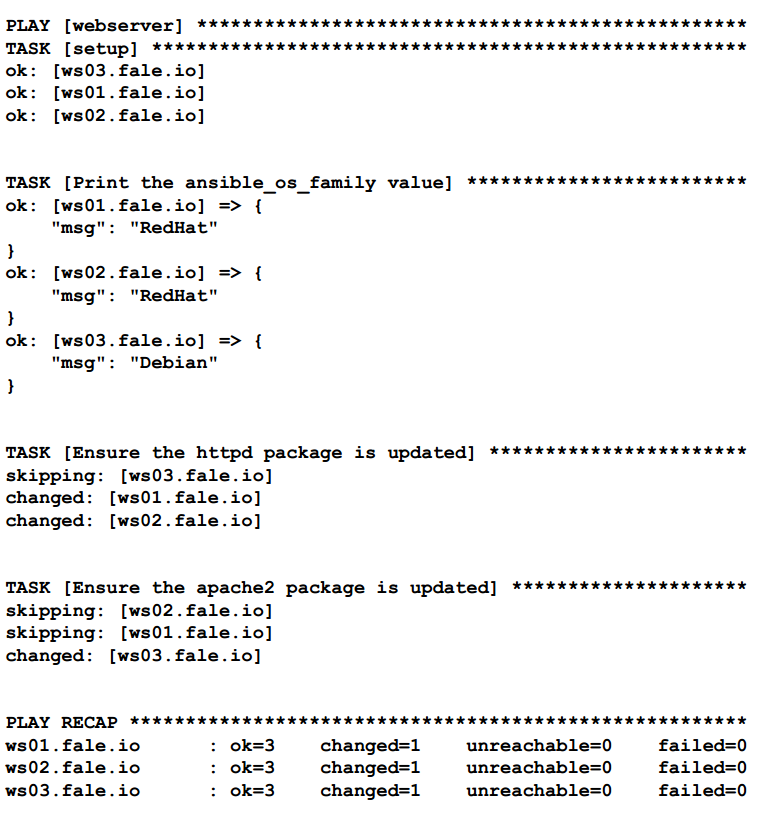 PLAY [webserver] *************************************************
TASK [setup] *****************************************************
ok: [ws03.fale.io]
ok: [ws01.fale.io]
ok: [ws02.fale.io]
TASK [Print the ansible_os_family value] *************************
ok: [ws01.fale.io] => {
    "msg": "RedHat"
}
ok: [ws02.fale.io] => {
    "msg": "RedHat"
}
ok: [ws03.fale.io] => {
    "msg": "Debian"
}
TASK [Ensure the httpd package is updated] ***********************
skipping: [ws03.fale.io]
changed: [ws01.fale.io]
changed: [ws02.fale.io]
TASK [Ensure the apache2 package is updated] *********************
skipping: [ws02.fale.io]
skipping: [ws01.fale.io]
changed: [ws03.fale.io]
PLAY RECAP *******************************************************
ws01.fale.io      : ok=3    changed=1    unreachable=0    failed=0
ws02.fale.io      : ok=3    changed=1    unreachable=0    failed=0
ws03.fale.io      : ok=3    changed=1    unreachable=0    failed=0